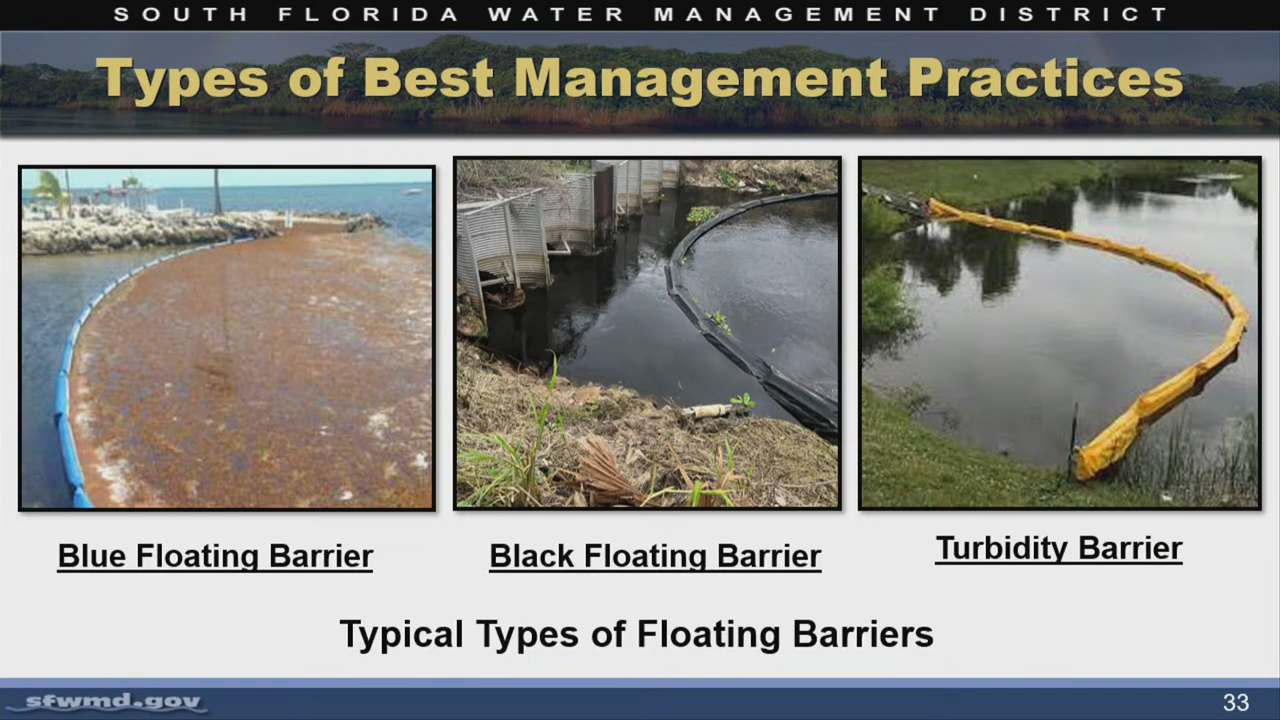 SOUTH FLORIDA WATER MANAGEMENT DISTRICT
Types of Best Management Practices
Blue Floating Barrier
Black Floating Barrier
Turbidity Barrier
Typical Types of Floating Barriers
sfwmd.gov
33